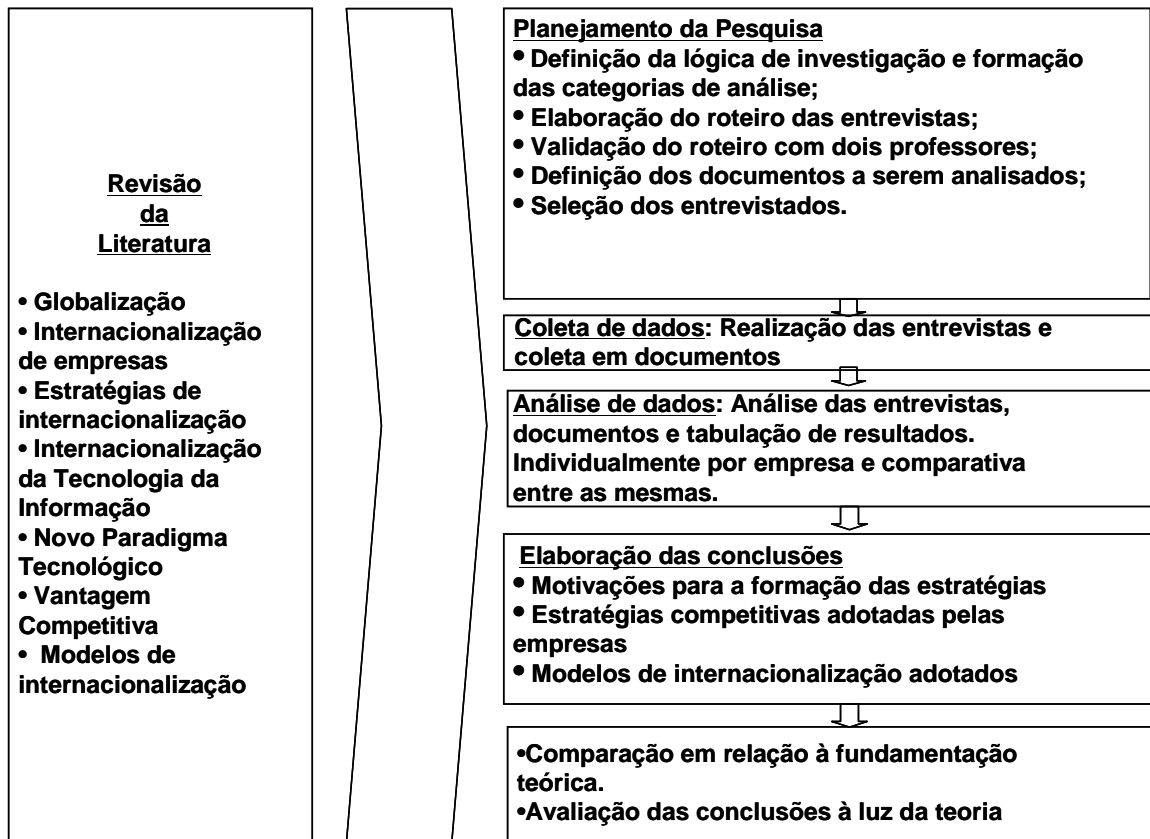 Revisão
da
Literatura
• Globalização
• Internacionalização
de empresas
• Estratégias de
internacionalização
• Internacionalização
da Tecnologia da
Informação
• Novo Paradigma
Tecnológico
• Vantagem
Competitiva
• Modelos de
internacionalização
Planejamento da Pesquisa
• Definição da lógica de investigação e formação
das categorias de análise;
• Elaboração do roteiro das entrevistas;
• Validação do roteiro com dois professores;
• Definição dos documentos a serem analisados;
• Seleção dos entrevistados.
Coleta de dados: Realização das entrevistas e
coleta em documentos
Análise de dados: Análise das entrevistas,
documentos e tabulação de resultados.
Individualmente por empresa e comparativa
entre as mesmas.
Elaboração das conclusões
• Motivações para a formação das estratégias
• Estratégias competitivas adotadas pelas
empresas
• Modelos de internacionalização adotados
•Comparação em relação à fundamentação
teórica.
•Avaliação das conclusões à luz da teoria